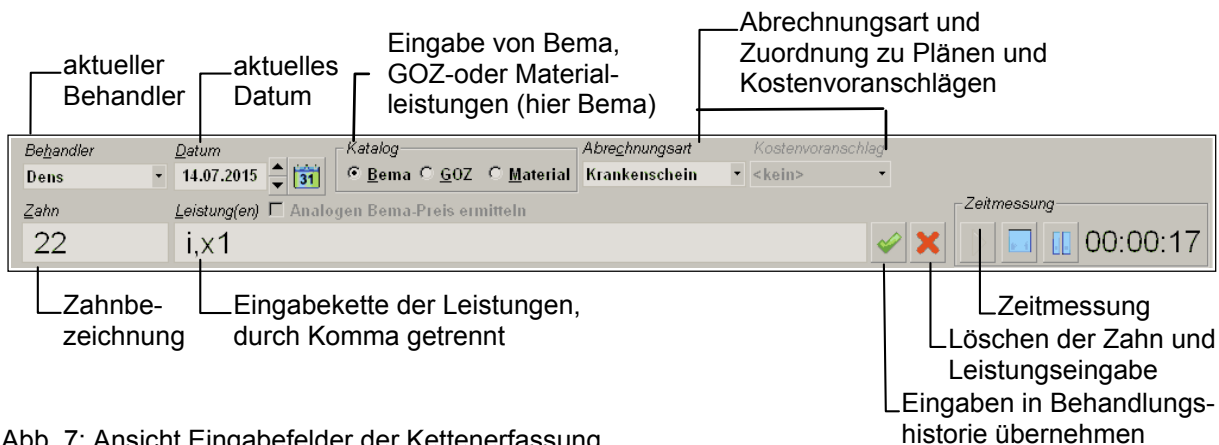 aktueller
Behandler
aktuelles
Datum
Eingabe von Bema,
GOZ-oder Material-
leistungen (hier Bema)
Abrechnungsart und
Zuordnung zu Plänen und
Kostenvoranschlägen
Behandler Datum Katalog Abrechnungsart Kostenvoranschlag
Dens 14.07.2015 31 Bema GOZ Material Krankenschein <kein>
Zahn Leistung(en) Analogen Bema-Preis ermitteln Zeitmessung
22 i,x1 00:00:17
Zahnbe-
zeichnung
Eingabekette der Leistungen,
durch Komma getrennt
Zeitmessung
Löschen der Zahn und
Leistungseingabe
Eingaben in Behandlungs-
historie übernehmen
Abb. 7: Ansicht Eingabefelder der Kettenerfassung